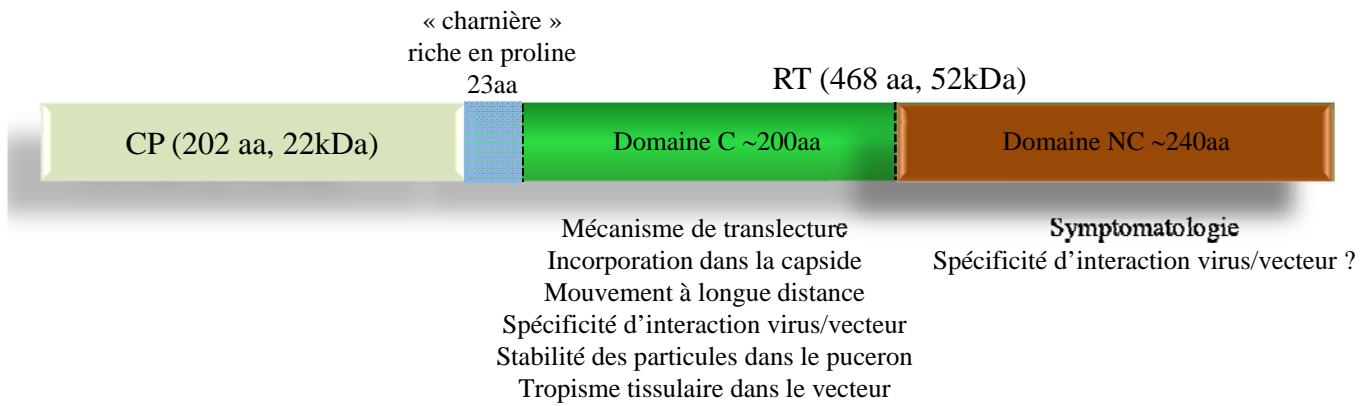 « charnière »
riche en proline
23aa
RT (468 aa, 52kDa)
CP (202 aa, 22kDa)
Domaine C ~200aa
Domaine NC ~240aa
Mécanisme de translecture
Incorporation dans la capside
Mouvement à longue distance
Spécificité d’interaction virus/vecteur
Stabilité des particules dans le puceron
Tropisme tissulaire dans le vecteur
Symptomatologie
Spécificité d’interaction virus/vecteur ?